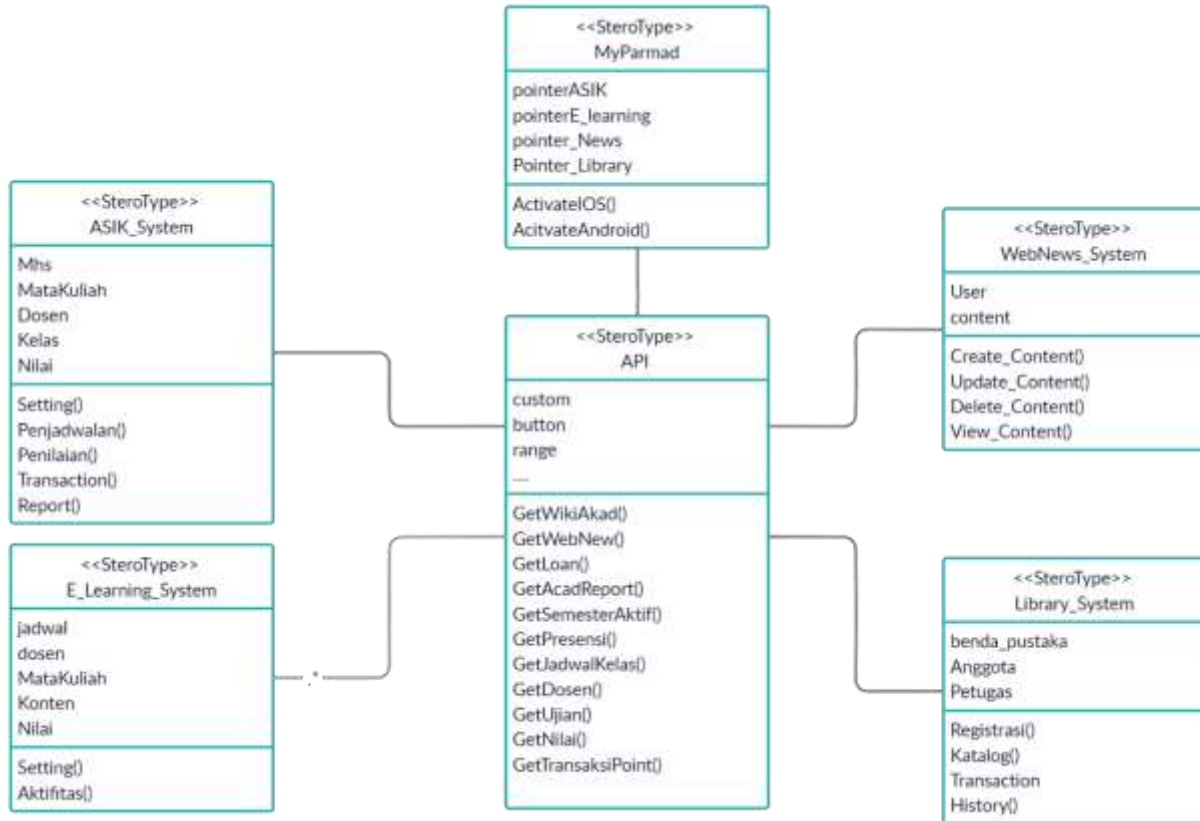 <<SteroType>>
MyParmad
pointerASIK
pointerE_learning
pointer_News
Pointer_Library
ActivateIOS()
AcitvateAndroid()
<<SteroType>>
ASIK_System
Mhs
MataKuliah
Dosen
Kelas
Nilai
Setting()
Penjadwalan()
Penilaian()
Transaction()
Report()
<<SteroType>>
E_Learning_System
jadwal
dosen
MataKuliah
Konten
Nilai
Setting()
Aktifitas()
.*
<<SteroType>>
API
custom
button
range
....
GetWikiAkad()
GetWebNew()
GetLoan()
GetAcadReport()
GetSemesterAktif()
GetPresensi()
GetJadwalKelas()
GetDosen()
GetUjian()
GetNilai()
GetTransaksiPoint()
<<SteroType>>
WebNews_System
User
content
Create_Content()
Update_Content()
Delete_Content()
View_Content()
<<SteroType>>
Library_System
benda_pustaka
Anggota
Petugas
Registrasi()
Katalog()
Transaction
History()